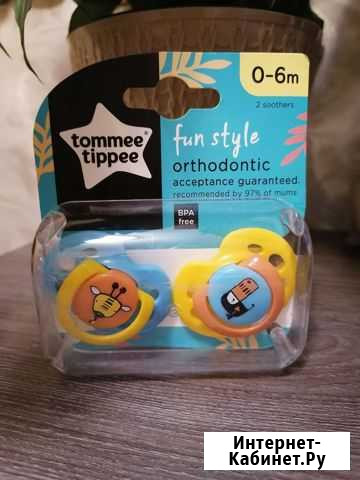 tommee
tippee
0-6m
2 soothers
fun style
orthodontic
acceptance guaranteed.
recommended by 97% of mums
BPA
free
Интернет-
Кабинет.Ру